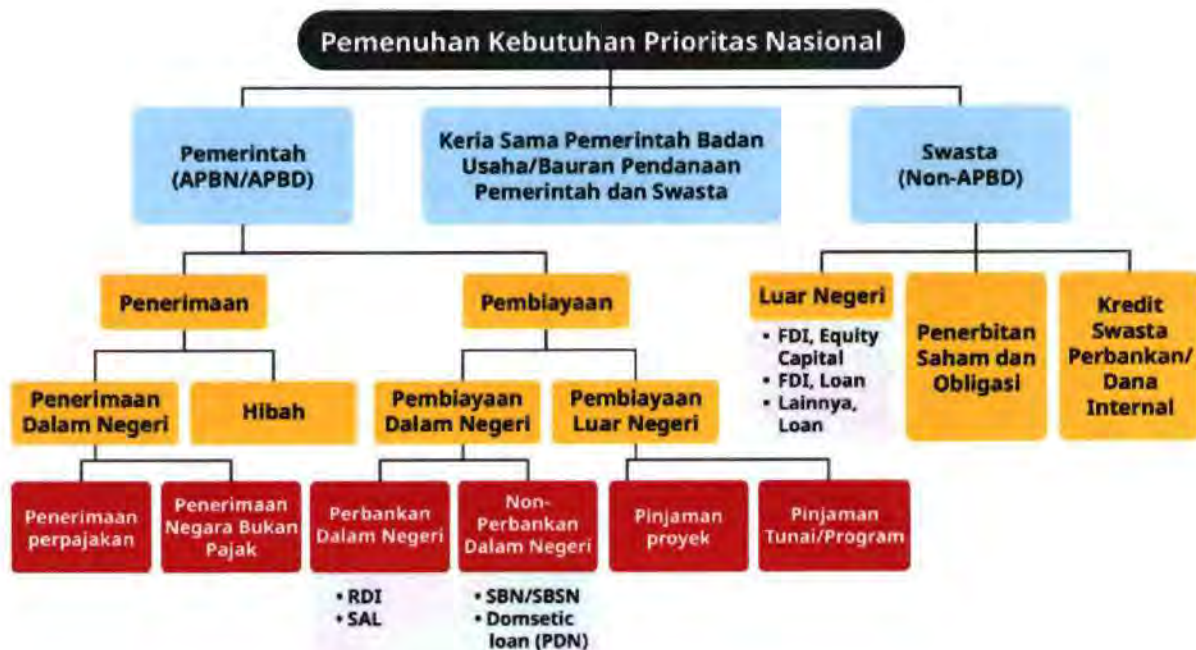 Pemenuhan Kebutuhan Prioritas Nasional
Pemerintah
(APBN/APBD)
Keria Sama Pemerintah Badan
Usaha/Bauran Pendanaan
Pemerintah dan Swasta
Swasta
(Non-APBD)
Penerimaan
Pembiayaan
Luar Negeri
• FDI, Equity
Capital
• FDI, Loan
• Lainnya,
Loan
Penerbitan
Saham dan
Obligasi
Kredit
Swasta
Perbankan/
Dana
Internal
Penerimaan
Dalam Negeri
Hibah
Pembiayaan
Dalam Negeri
Pembiayaan
Luar Negeri
Penerimaan
perpajakan
Penerimaan
Negara Bukan
Pajak
Perbankan
Dalam Negeri
Non-
Perbankan
Dalam Negeri
Pinjaman
proyek
Pinjaman
Tunai/Program
• RDI
• SAL
• SBN/SBSN
• Domsetic
loan (PDN)